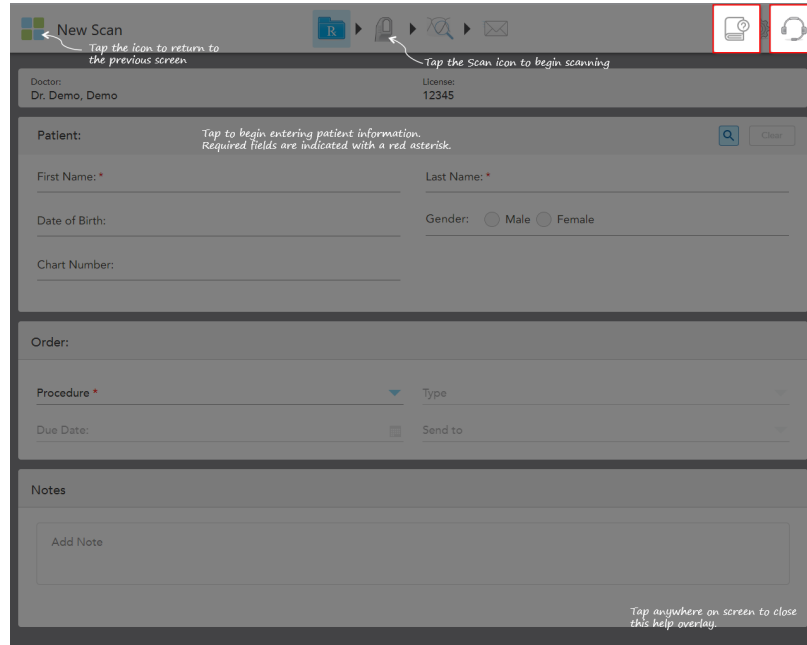 New Scan
R
Tap the icon to return to
the previous screen
Tap the Scan icon to begin scanning
Doctor:
Dr. Demo, Demo
License:
12345
Patient:
Tap to begin entering patient information.
Required fields are indicated with a red asterisk.
Clear
First Name: *
Last Name: *
Date of Birth:
Gender: Male Female
Chart Number:
Order:
Procedure *
Type
Due Date:
Send to
Notes
Add Note
Tap anywhere on screen to close
this help overlay.